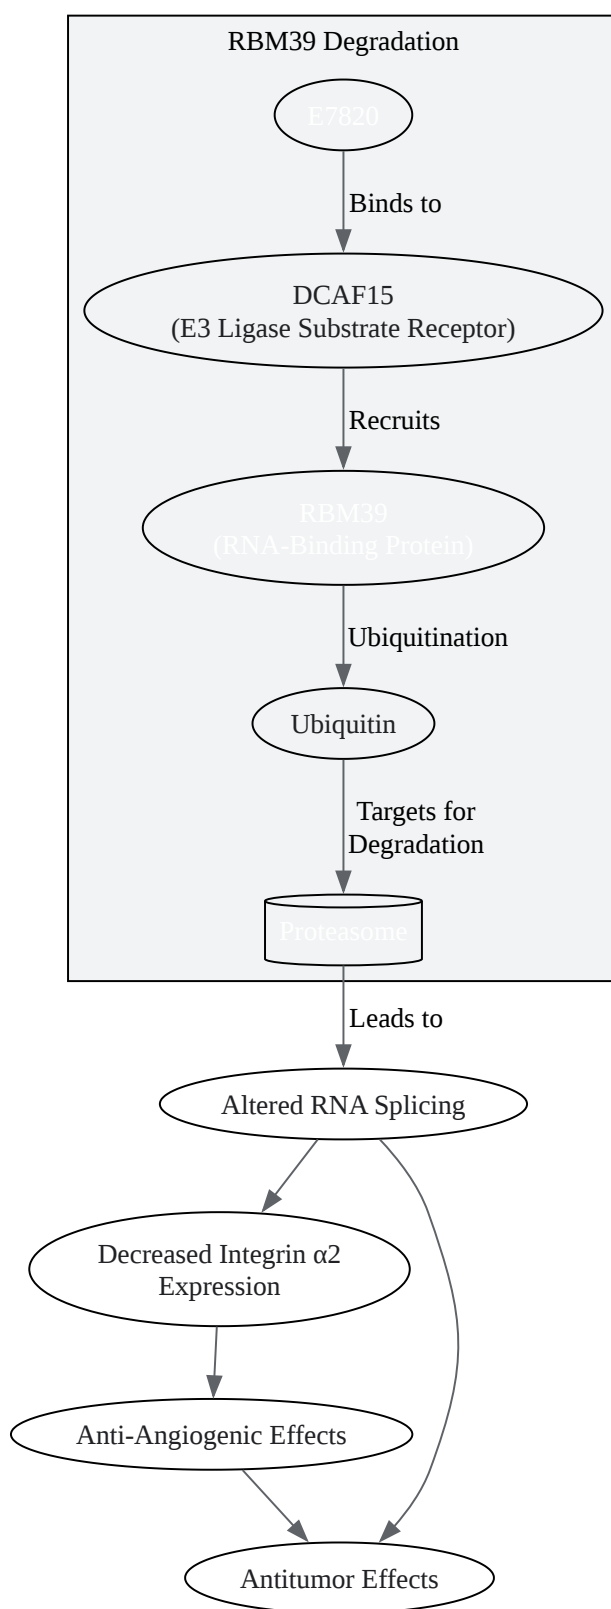 RBM39 Degradation
E7820
Binds to
DCAF15
(E3 Ligase Substrate Receptor)
Recruits
RBM39
(RNA-Binding Protein)
Ubiquitination
Ubiquitin
Targets for
Degradation
Proteasome
Leads to
Altered RNA Splicing
Decreased Integrin α2
Expression
Anti-Angiogenic Effects
Antitumor Effects